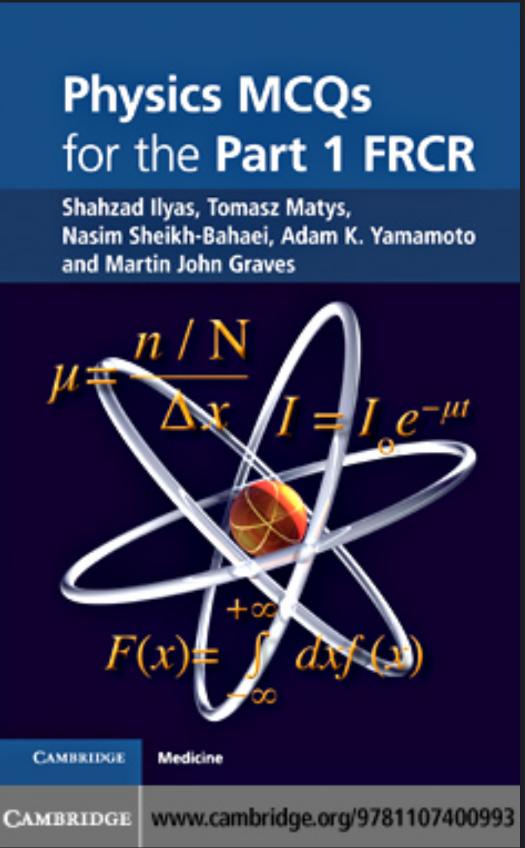 Physics MCQs
for the Part 1 FRCR
Shahzad Ilyas, Tomasz Matys,
Nasim Sheikh-Bahaei, Adam K. Yamamoto
and Martin John Graves
μ= n / N / Δx
I = I₀e⁻μt
+∞
F(x)= ∫ dxf(x)
-∞
CAMBRIDGE Medicine
CAMBRIDGE www.cambridge.org/9781107400993